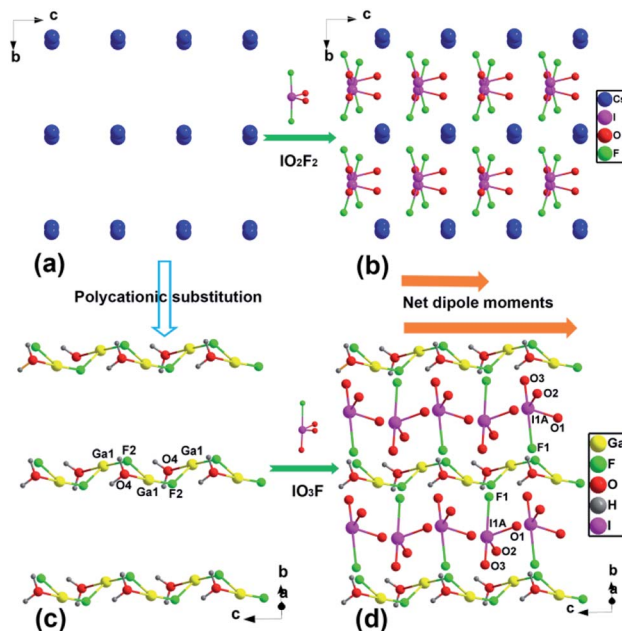 c
b
c
b
IO2F2
Cs
I
O
F
(a)
(b)
Polycationic substitution
Net dipole moments
O3
O2
I1A
O1
F1
Ga1
F2
O4
Ga1
O4
Ga1
F2
IO3F
F1
I1A
O1
O2
O3
Ga
F
O
H
I
b
a
c
(c)
b
a
c
(d)